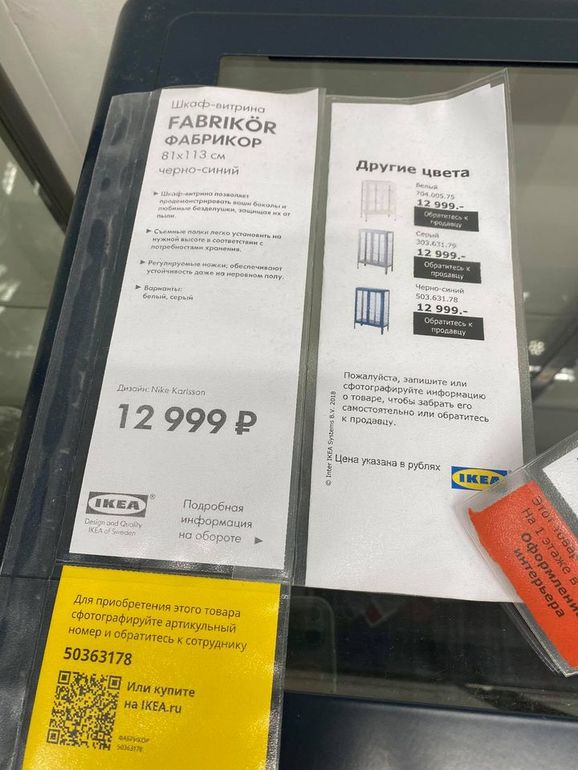 Шкаф-витрина
FABRIKÖR
ФАБРИКОР
81x113 см
черно-синий
► Шкаф-витрина позволяет
продемонстрировать ваши бокалы и
любимые безделушки, защищая их от
пыли.
► Съемные полки легко установить на
нужной высоте в соответствии с
потребностями хранения.
► Регулируемые ножки; обеспечивают
устойчивость даже на неровном полу.
► Варианты:
белый, серый
Дизайн: Nike Karlsson
12 999 ₽
IKEA®
Design and Quality
IKEA of Sweden
Подробная
информация
на обороте ►
Другие цвета
Белый
704.005.75
12 999.-
Обратитесь к
продавцу
Серый
303.631.79
12 999.-
Обратитесь к
продавцу
Черно-синий
503.631.78
12 999.-
Обратитесь к
продавцу
Пожалуйста, запишите или
сфотографируйте информацию
о товаре, чтобы забрать его
самостоятельно или обратитесь
к продавцу.
© Inter IKEA Systems B.V. 2018
Цена указана в рублях
IKEA
Этот товар
На 1 этаже в
Оформлени
интерьера
Для приобретения этого товара
сфотографируйте артикульный
номер и обратитесь к сотруднику
50363178
Или купите
на IKEA.ru
ФАБРИКОР
50363178